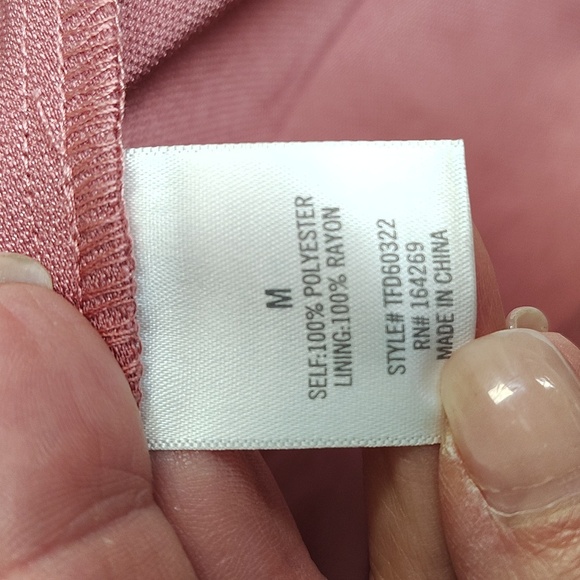 M
SELF:100% POLYESTER
LINING:100% RAYON
STYLE# TFD60322
RN# 164269
MADE IN CHINA